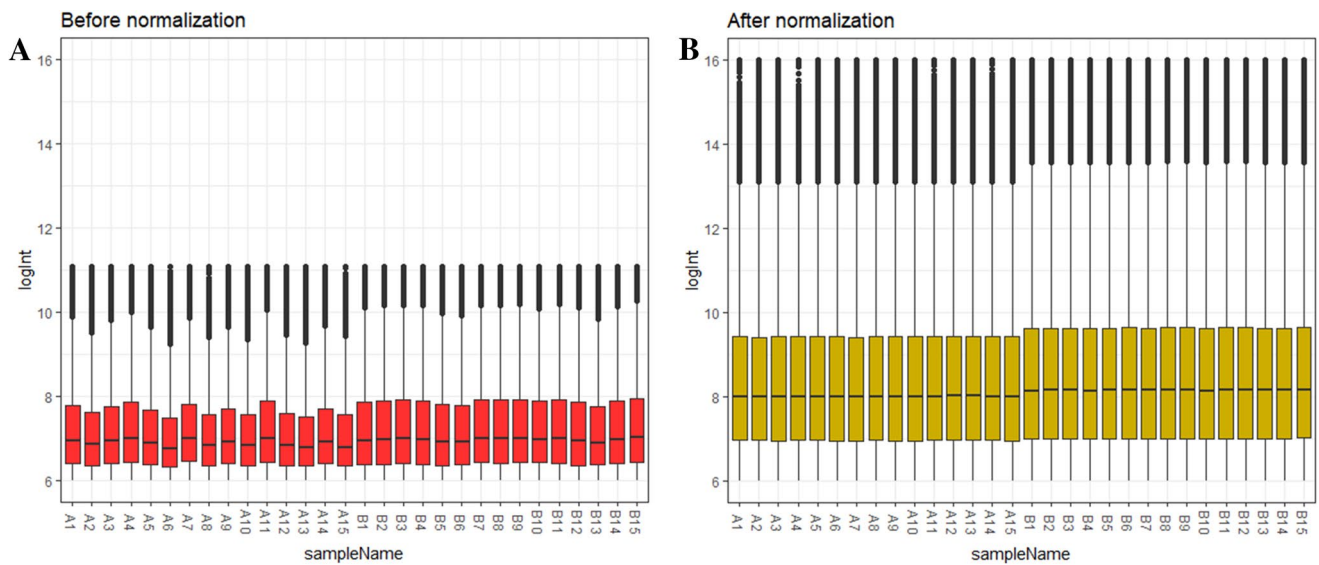 Before normalization
A
16
14
12
10
8
6
logInt
A1 A2 A3 A4 A5 A6 A7 A8 A9 A10 A11 A12 A13 A14 A15 B1 B2 B3 B4 B5 B6 B7 B8 B9 B10 B11 B12 B13 B14 B15
sampleName
After normalization
B
16
14
12
10
8
6
logInt
A1 A2 A3 A4 A5 A6 A7 A8 A9 A10 A11 A12 A13 A14 A15 B1 B2 B3 B4 B5 B6 B7 B8 B9 B10 B11 B12 B13 B14 B15
sampleName